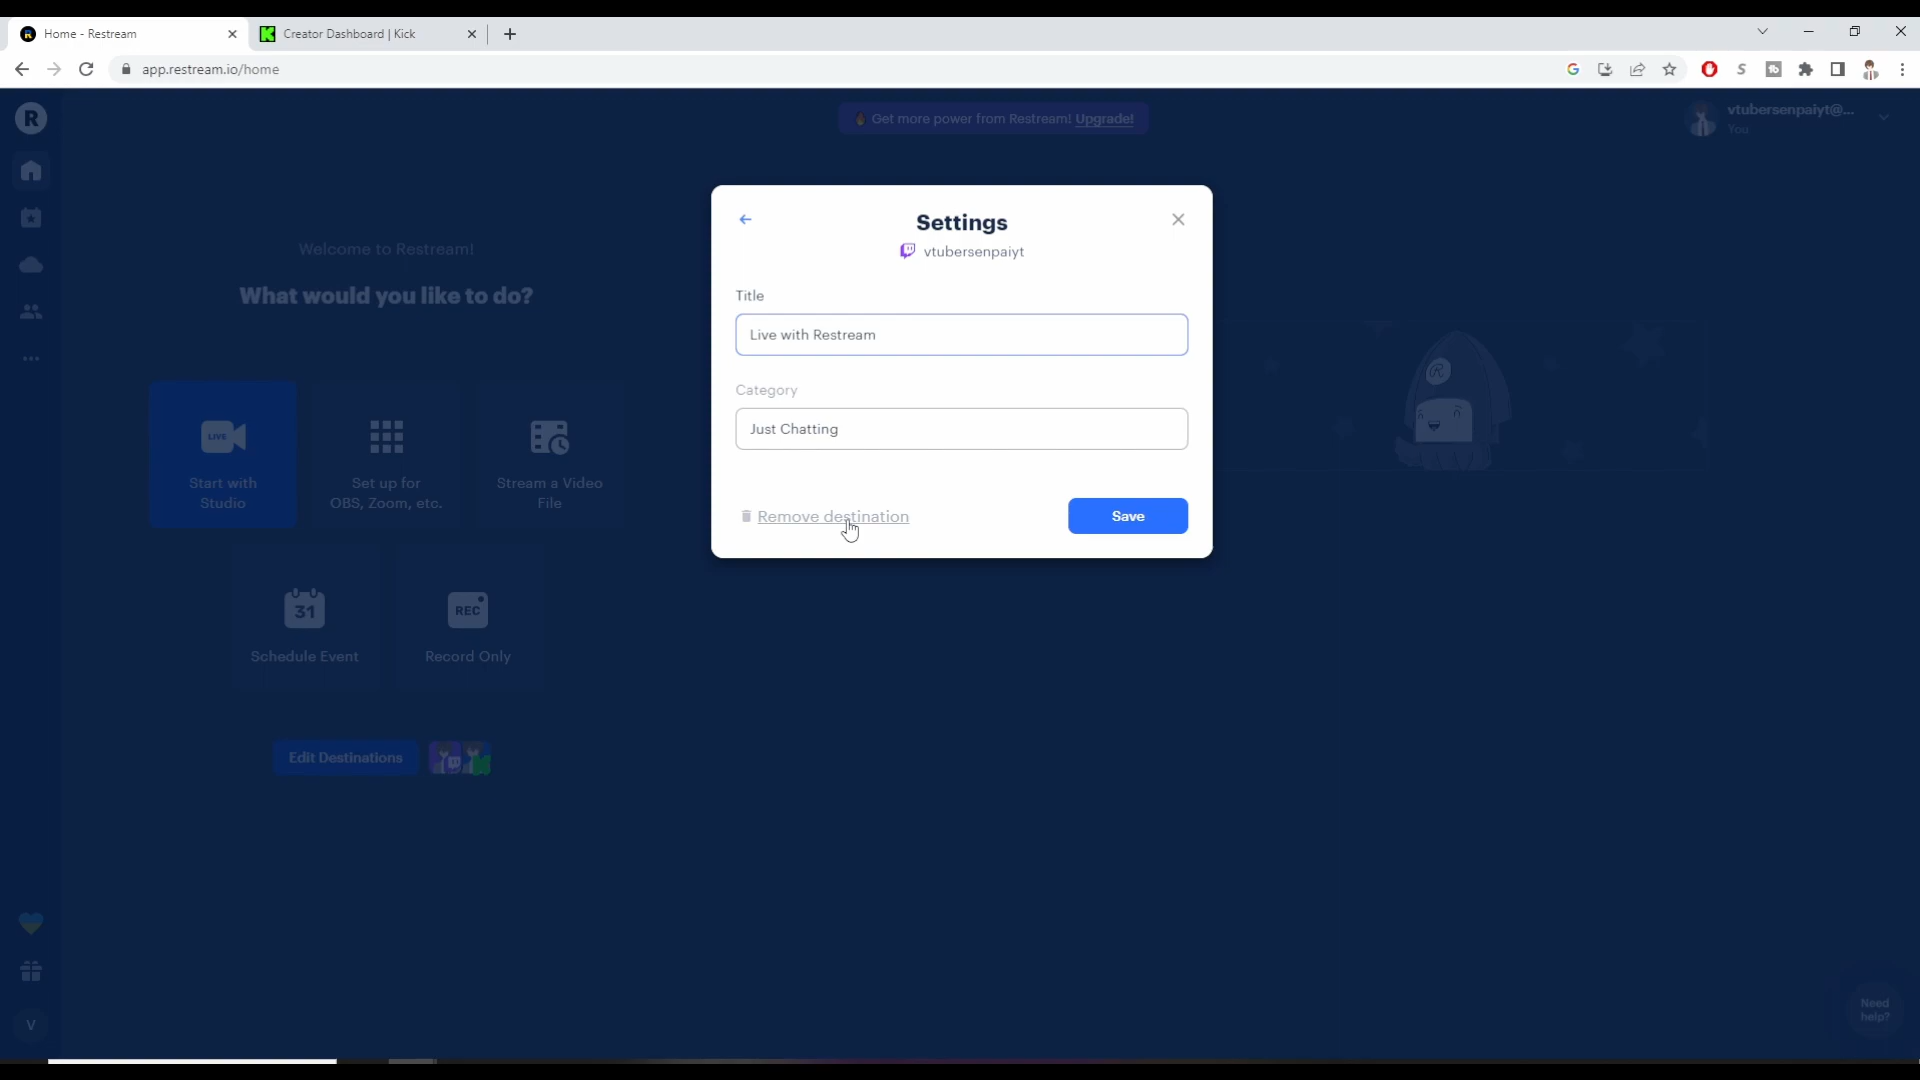 Home - Restream
Creator Dashboard | Kick
app.restream.io/home
R
🔥 Get more power from Restream! Upgrade!
vtubersenpaiyt@...
You
Welcome to Restream!
What would you like to do?
LIVE
Start with
Studio
Set up for
OBS, Zoom, etc.
Stream a Video
File
31
Schedule Event
REC
Record Only
Edit Destinations
Settings
vtubersenpaiyt
Title
Live with Restream
Category
Just Chatting
Remove destination
Save
V
Need
help?